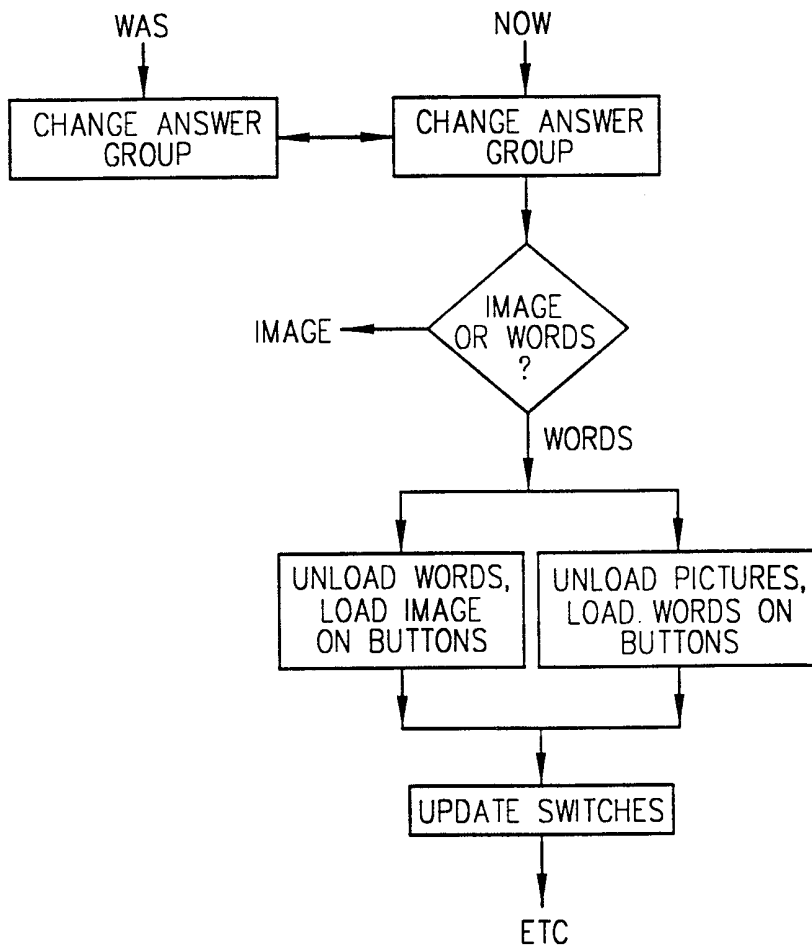 WAS
NOW
CHANGE ANSWER
GROUP
CHANGE ANSWER
GROUP
IMAGE
OR WORDS
?
IMAGE
WORDS
UNLOAD WORDS,
LOAD IMAGE
ON BUTTONS
UNLOAD PICTURES,
LOAD. WORDS ON
BUTTONS
UPDATE SWITCHES
ETC